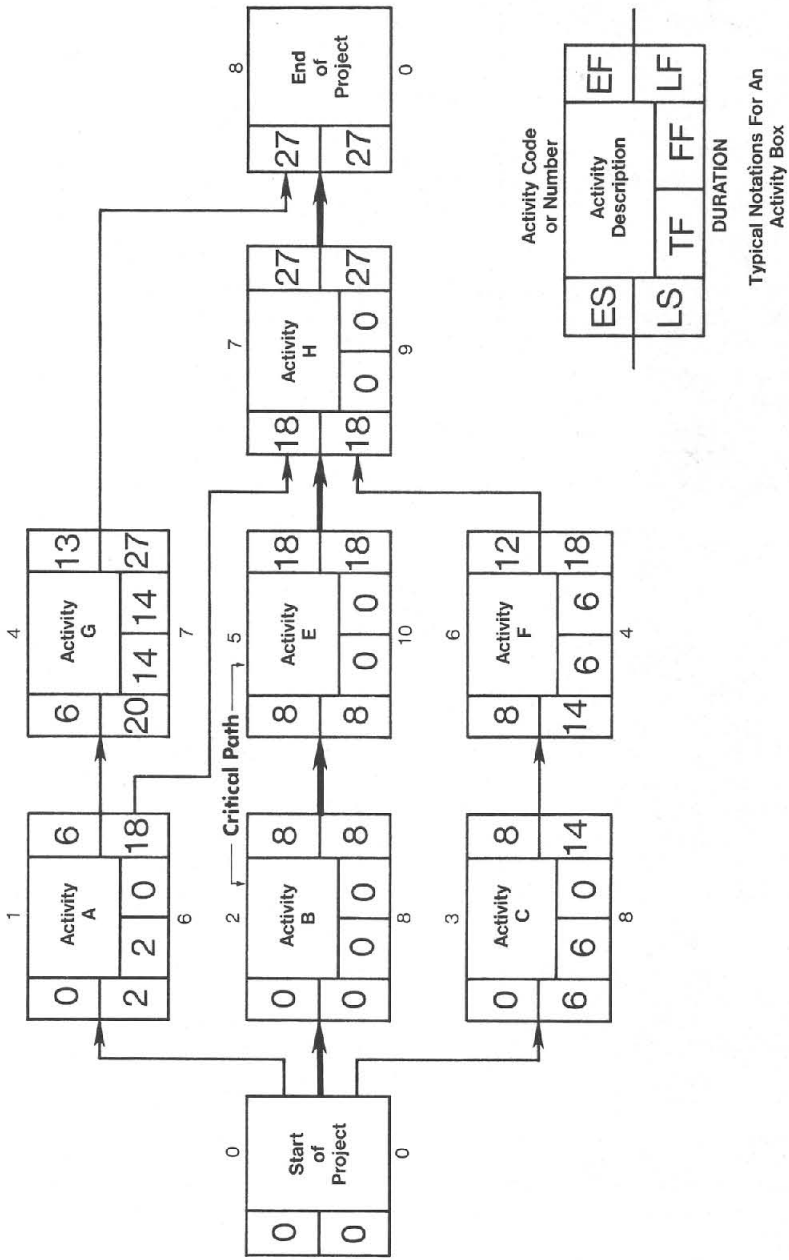 0
Start
of
Project
0
0
0
1
Activity
A
0
6
2
2
0
18
6
2
Activity
B
0
8
0
0
0
8
8
3
Activity
C
0
8
6
6
0
14
8
Critical Path
4
Activity
G
6
13
20
14
14
27
7
5
Activity
E
8
18
8
0
0
18
10
6
Activity
F
8
12
14
6
6
18
4
7
Activity
H
18
27
18
0
0
27
9
8
End
of
Project
27
27
0
Activity Code
or Number
ES
Activity
Description
EF
LS
TF
FF
LF
DURATION
Typical Notations For An
Activity Box